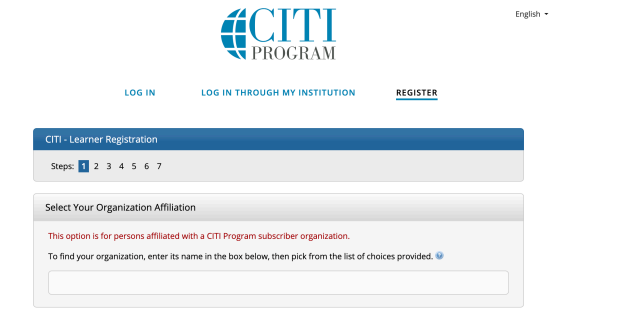 English
CITI
PROGRAM
LOG IN LOG IN THROUGH MY INSTITUTION REGISTER
CITI - Learner Registration
Steps: 1 2 3 4 5 6 7
Select Your Organization Affiliation
This option is for persons affiliated with a CITI Program subscriber organization.
To find your organization, enter its name in the box below, then pick from the list of choices provided.